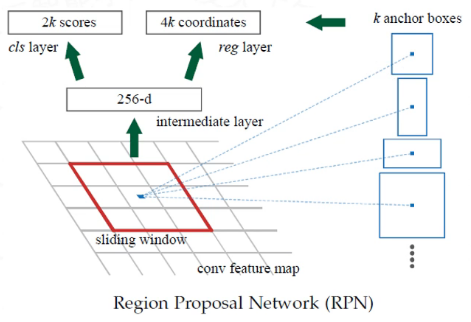 2k scores
4k coordinates
k anchor boxes
cls layer
reg layer
256-d
intermediate layer
sliding window
conv feature map
Region Proposal Network (RPN)